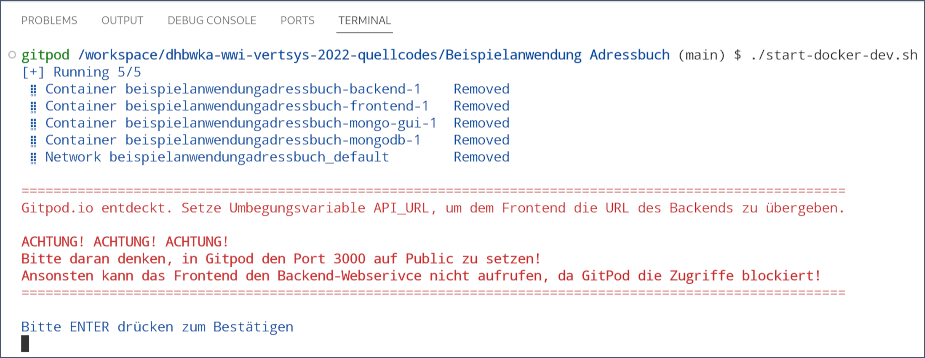 PROBLEMS OUTPUT DEBUG CONSOLE PORTS TERMINAL
gitpod /workspace/dhbwka-wwi-vertsys-2022-quellcodes/Beispielanwendung Adressbuch (main) $ ./start-docker-dev.sh
[+] Running 5/5
⣿ Container beispielanwendungadressbuch-backend-1 Removed
⣿ Container beispielanwendungadressbuch-frontend-1 Removed
⣿ Container beispielanwendungadressbuch-mongo-gui-1 Removed
⣿ Container beispielanwendungadressbuch-mongodb-1 Removed
⣿ Network beispielanwendungadressbuch_default Removed
=======================================================================================================
Gitpod.io entdeckt. Setze Umbegungsvariable API_URL, um dem Frontend die URL des Backends zu übergeben.
ACHTUNG! ACHTUNG! ACHTUNG!
Bitte daran denken, in Gitpod den Port 3000 auf Public zu setzen!
Ansonsten kann das Frontend den Backend-Webserivce nicht aufrufen, da GitPod die Zugriffe blockiert!
=======================================================================================================
Bitte ENTER drücken zum Bestätigen